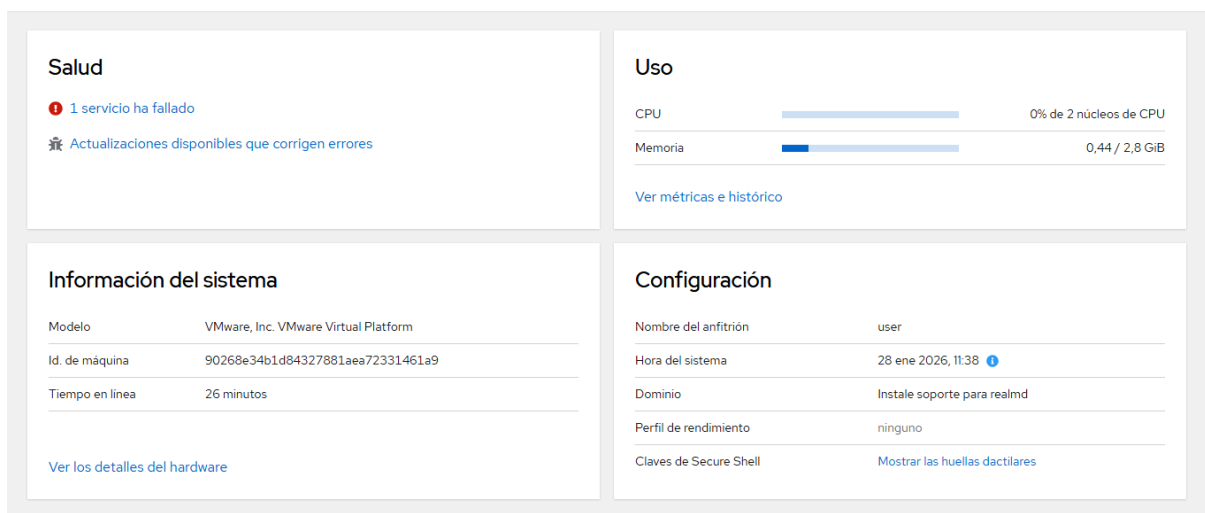 Salud
1 servicio ha fallado
Actualizaciones disponibles que corrigen errores
Uso
CPU 0% de 2 núcleos de CPU
Memoria 0,44 / 2,8 GiB
Ver métricas e histórico
Información del sistema
Modelo VMware, Inc. VMware Virtual Platform
Id. de máquina 90268e34b1d84327881aea72331461a9
Tiempo en línea 26 minutos
Ver los detalles del hardware
Configuración
Nombre del anfitrión user
Hora del sistema 28 ene 2026, 11:38
Dominio Instale soporte para realmd
Perfil de rendimiento ninguno
Claves de Secure Shell Mostrar las huellas dactilares